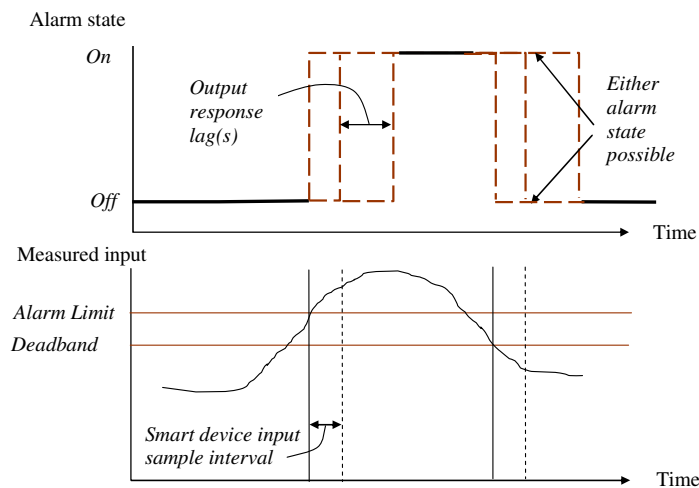 Alarm state
On
Output
response
lag(s)
Either
alarm
state
possible
Off
Time
Measured input
Alarm Limit
Deadband
Smart device input
sample interval
Time